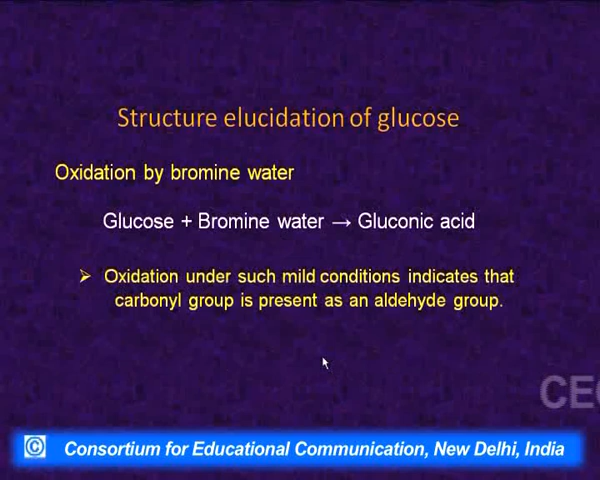 Structure elucidation of glucose
Oxidation by bromine water
Glucose + Bromine water → Gluconic acid
➢ Oxidation under such mild conditions indicates that
carbonyl group is present as an aldehyde group.
CEC
© Consortium for Educational Communication, New Delhi, India